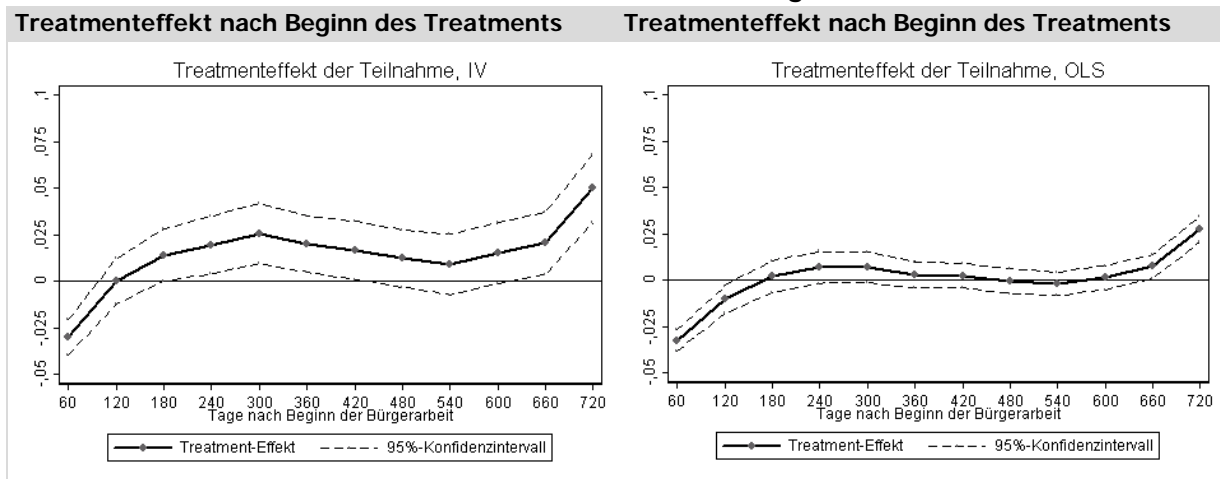 Treatmenteffekt nach Beginn des Treatments
Treatmenteffekt der Teilnahme, IV
,1
,075
,05
,025
0
-,025
-,05
60 120 180 240 300 360 420 480 540 600 660 720
Tage nach Beginn der Bürgerarbeit
Treatment-Effekt 95%-Konfidenzintervall
Treatmenteffekt nach Beginn des Treatments
Treatmenteffekt der Teilnahme, OLS
,1
,075
,05
,025
0
-,025
-,05
60 120 180 240 300 360 420 480 540 600 660 720
Tage nach Beginn der Bürgerarbeit
Treatment-Effekt 95%-Konfidenzintervall